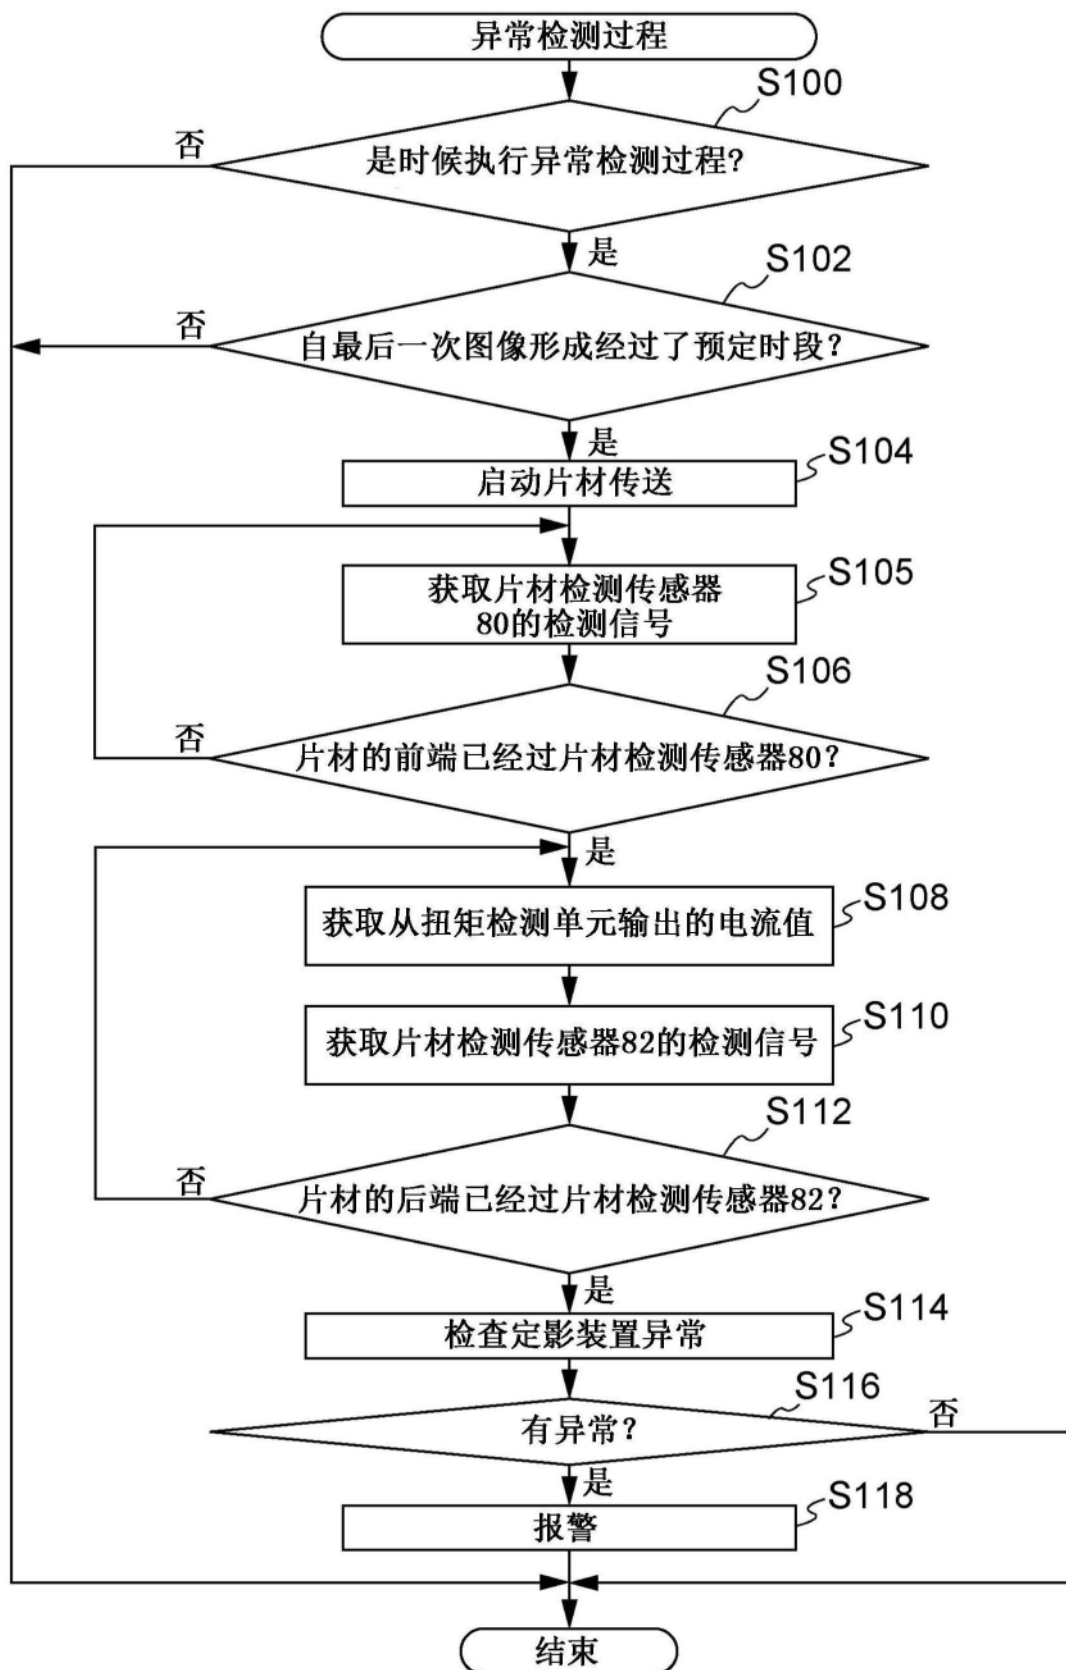 异常检测过程
S100
否
是时候执行异常检测过程?
是
S102
否
自最后一次图像形成经过了预定时段?
是
S104
启动片材传送
S105
获取片材检测传感器
80的检测信号
S106
否
片材的前端已经过片材检测传感器80?
是
S108
获取从扭矩检测单元输出的电流值
S110
获取片材检测传感器82的检测信号
S112
否
片材的后端已经过片材检测传感器82?
是
S114
检查定影装置异常
S116
否
有异常?
是
S118
报警
结束